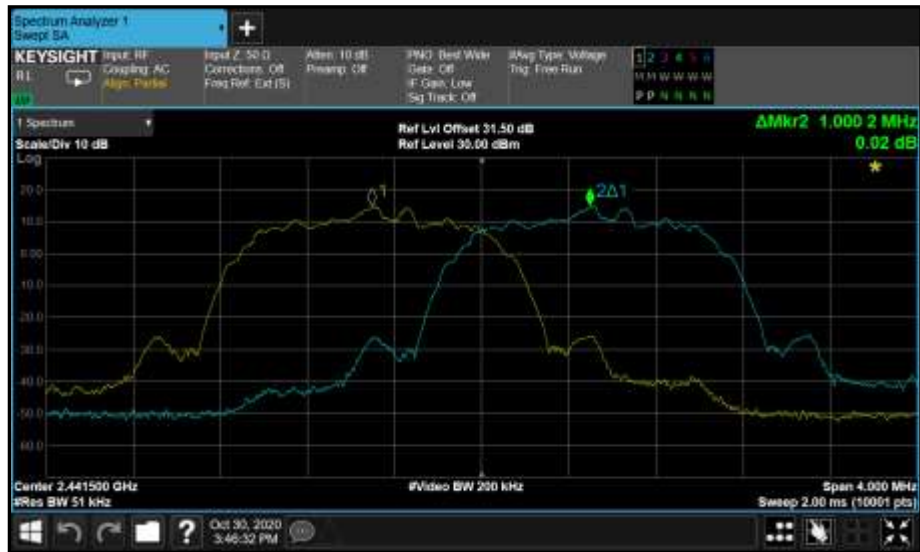 Spectrum Analyzer 1
Swept SA
+
KEYSIGHT Input: RF Input Z: 50 Ω Atten: 10 dB PNO: Best Wide #Avg Type: Voltage 1 2 3 4 5 6
R L Coupling: AC Corrections: Off Preamp: Off Gate: Off Trig: Free Run M M W W W W
Align: Partial Freq Ref: Ext (S) IF Gain: Low P P N N N N
Sig Track: Off
1 Spectrum
Ref Lvl Offset 31.50 dB ΔMkr2 1.000 2 MHz
Scale/Div 10 dB Ref Level 30.00 dBm 0.02 dB
Log
20.0
1
2Δ1
10.0
0.00
-10.0
-20.0
-30.0
-40.0
-50.0
-60.0
Center 2.441500 GHz #Video BW 200 kHz Span 4.000 MHz
#Res BW 51 kHz Sweep 2.00 ms (10001 pts)
? Oct 30, 2020
3:46:32 PM